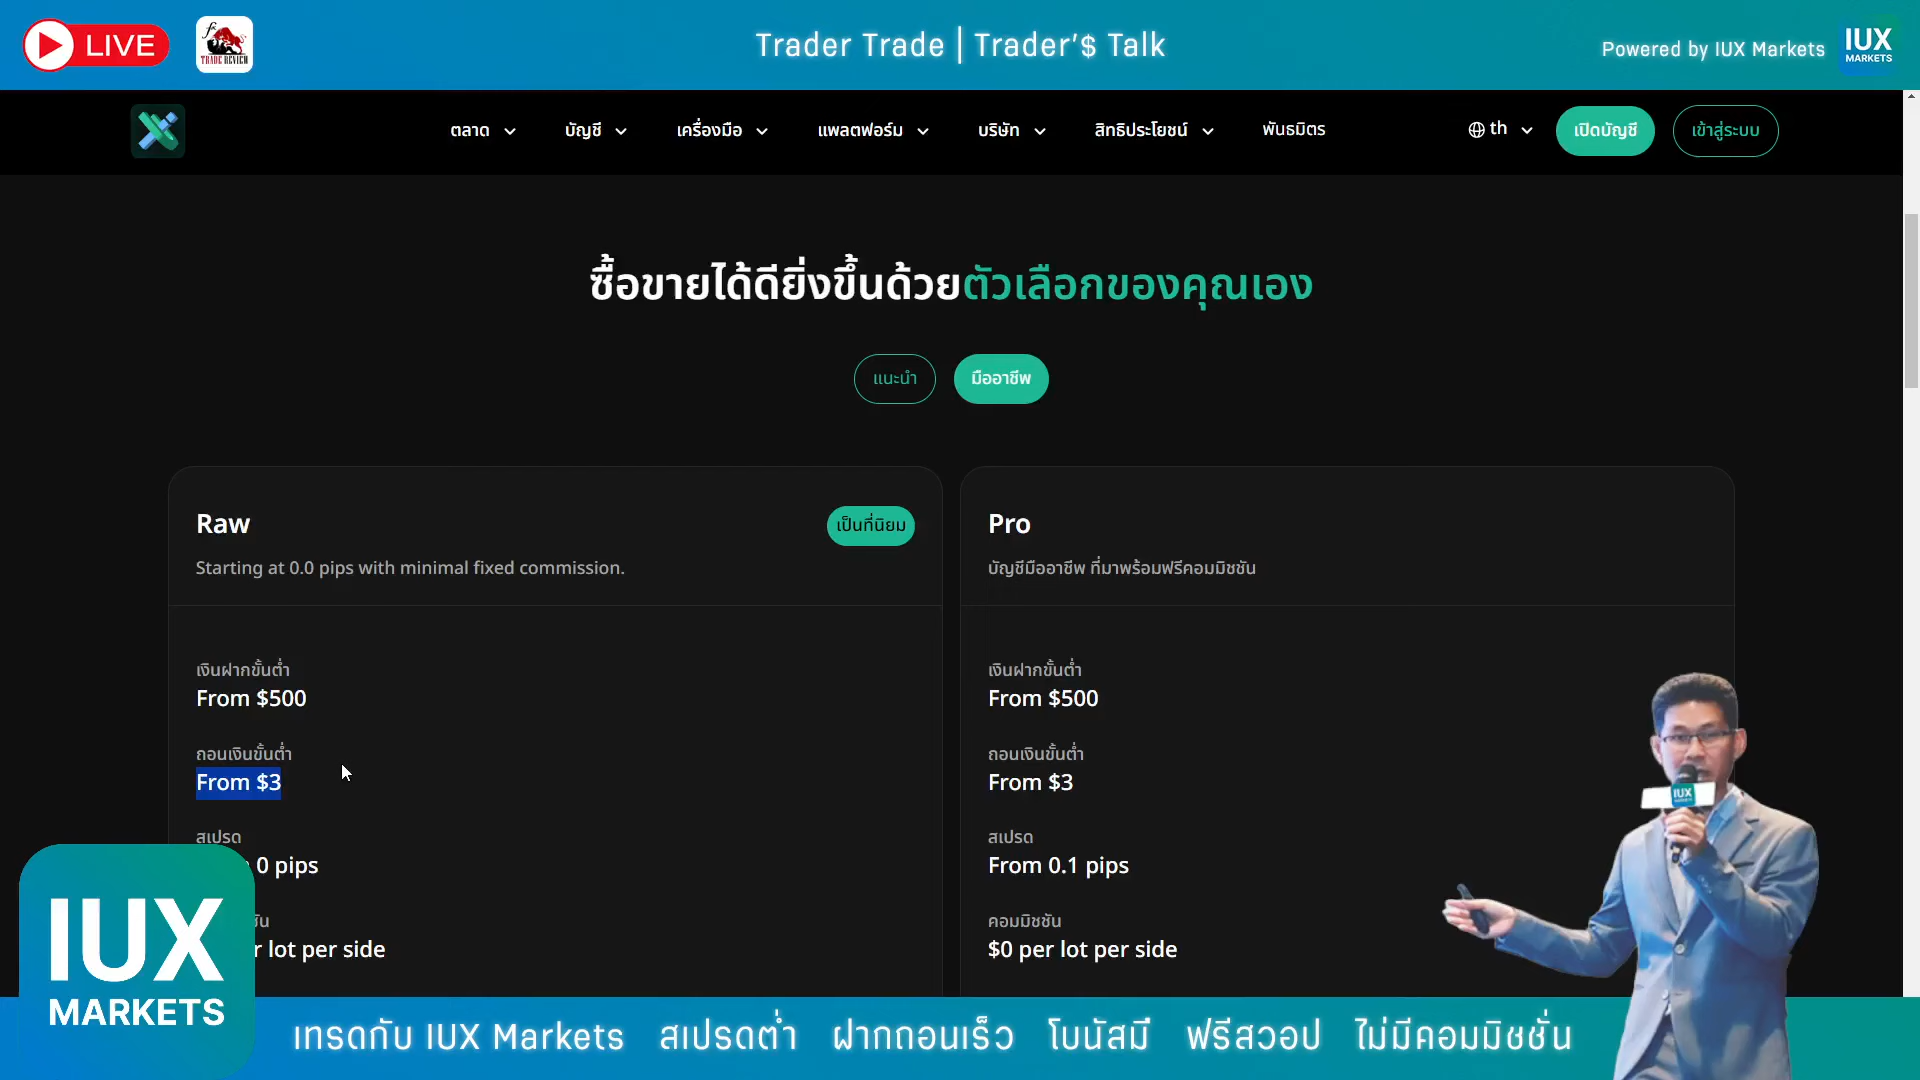 LIVE
TRADE REVIEW
Trader Trade | Trader'$ Talk
Powered by IUX Markets
IUX
MARKETS
ตลาด
บัญชี
เครื่องมือ
แพลตฟอร์ม
บริษัท
สิทธิประโยชน์
พันธมิตร
th
เปิดบัญชี
เข้าสู่ระบบ
ซื้อขายได้ดียิ่งขึ้นด้วยตัวเลือกของคุณเอง
แนะนำ
มืออาชีพ
Raw
เป็นที่นิยม
Starting at 0.0 pips with minimal fixed commission.
เงินฝากขั้นต่ำ
From $500
ถอนเงินขั้นต่ำ
From $3
สเปรด
0 pips
lot per side
Pro
บัญชีมืออาชีพ ที่มาพร้อมฟรีคอมมิชชัน
เงินฝากขั้นต่ำ
From $500
ถอนเงินขั้นต่ำ
From $3
สเปรด
From 0.1 pips
คอมมิชชัน
$0 per lot per side
IUX
IUX
MARKETS
เทรดกับ IUX Markets สเปรดต่ำ ฝากถอนเร็ว โบนัสมี ฟรีสวอป ไม่มีคอมมิชชั่น